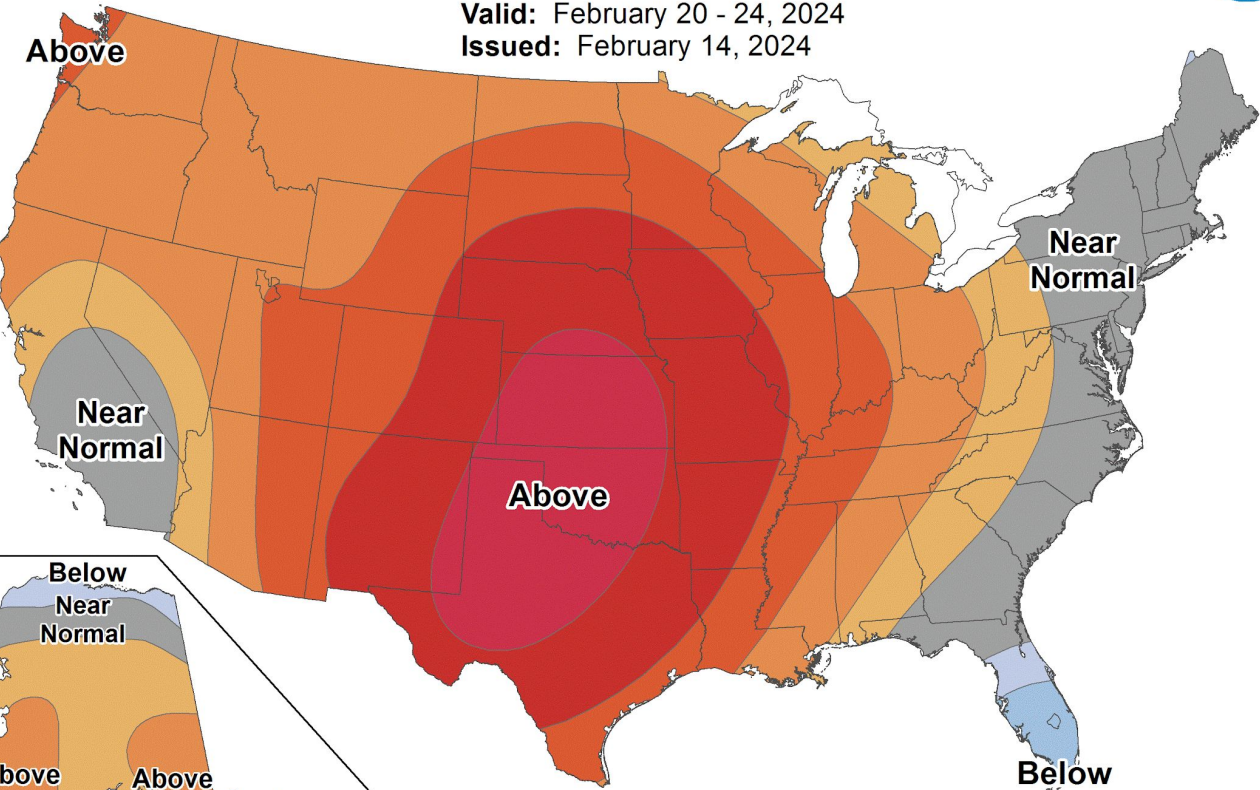 Valid: February 20 - 24, 2024
Issued: February 14, 2024
Above
Near
Normal
Near
Normal
Above
Below
Near
Normal
bove
Above
Below